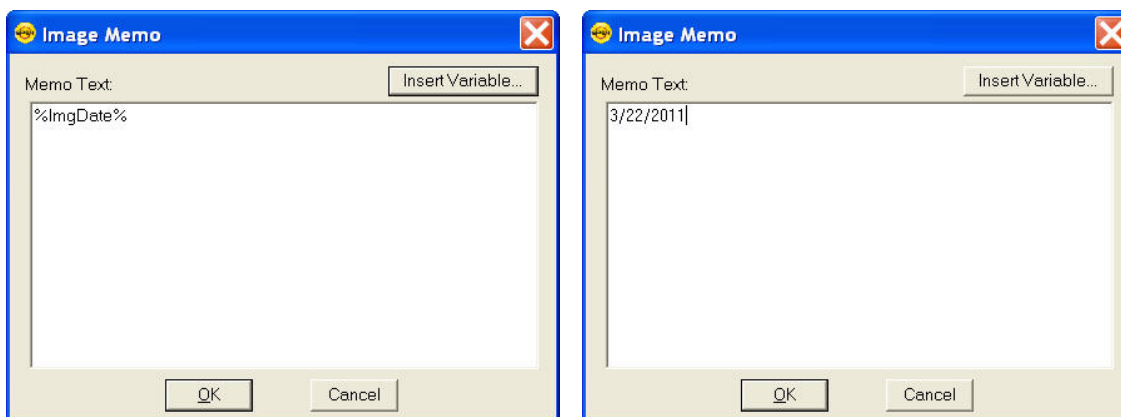 Image Memo
Memo Text:
Insert Variable...
%ImgDate%
OK
Cancel
Image Memo
Memo Text:
Insert Variable...
3/22/2011
OK
Cancel